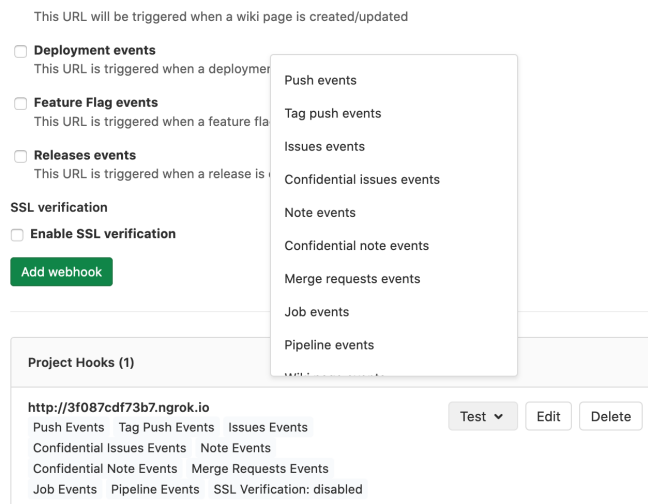 This URL will be triggered when a wiki page is created/updated
Deployment events
This URL is triggered when a deploymen
Feature Flag events
This URL is triggered when a feature fla
Releases events
This URL is triggered when a release is
SSL verification
Enable SSL verification
Add webhook
Push events
Tag push events
Issues events
Confidential issues events
Note events
Confidential note events
Merge requests events
Job events
Pipeline events
Wiki page events
Project Hooks (1)
http://3f087cdf73b7.ngrok.io
Push Events Tag Push Events Issues Events
Confidential Issues Events Note Events
Confidential Note Events Merge Requests Events
Job Events Pipeline Events SSL Verification: disabled
Test Edit Delete